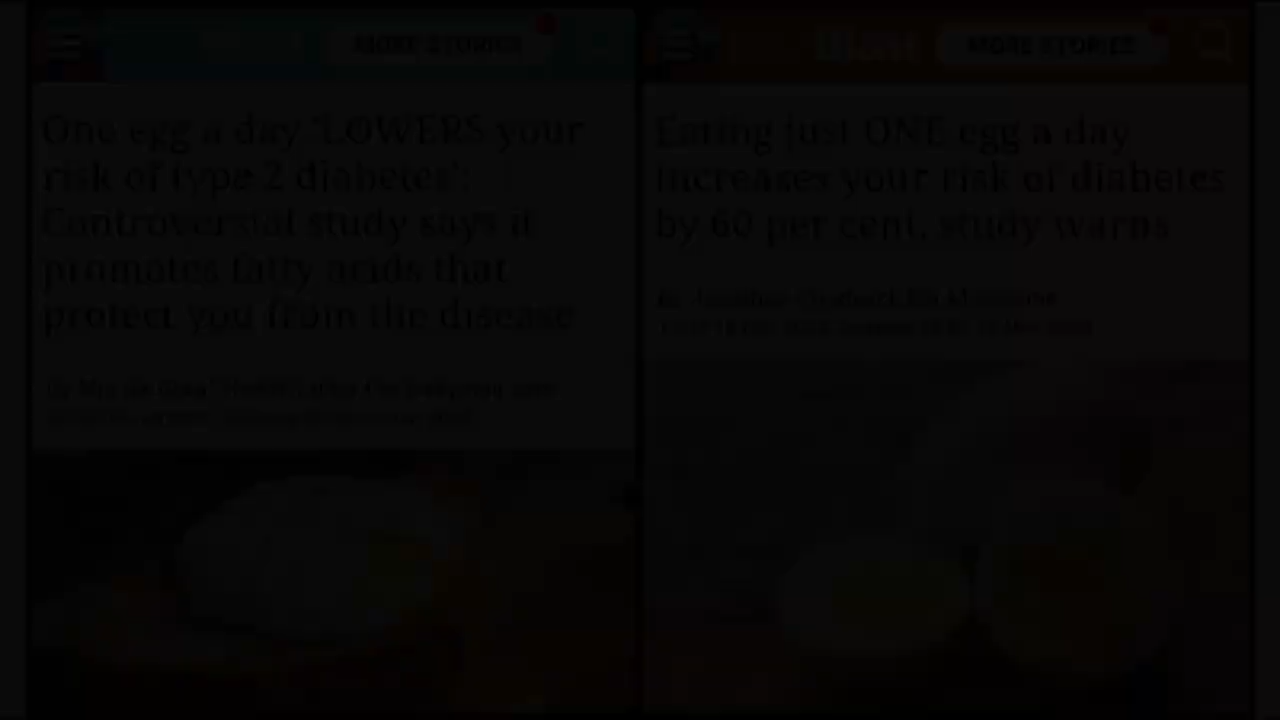 MORE STORIES
One egg a day 'LOWERS your
risk of type 2 diabetes':
Controversial study says it
promotes fatty acids that
protect you from the disease
MORE STORIES
Eating just ONE egg a day
increases your risk of diabetes
by 60 per cent, study warns